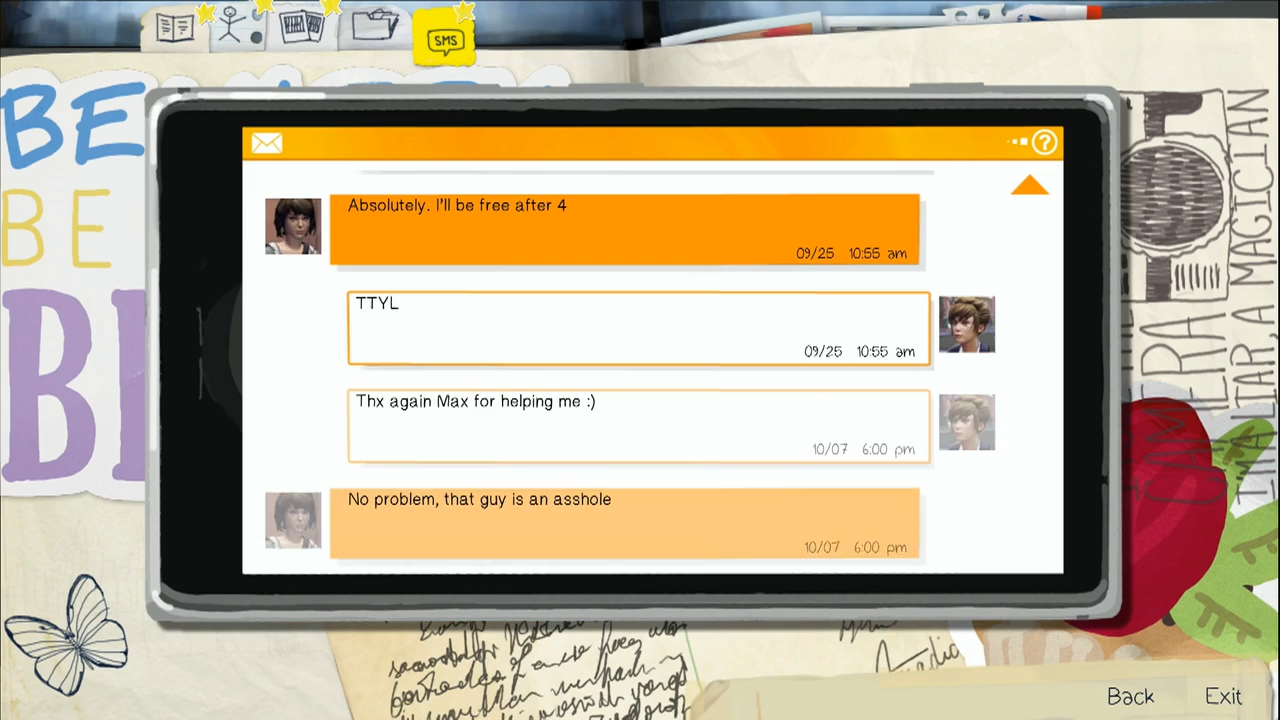 SMS
BE
BE
Absolutely. I'll be free after 4
09/25 10:55 am
TTYL
09/25 10:55 am
Thx again Max for helping me :)
10/07 6:00 pm
No problem, that guy is an asshole
10/07 6:00 pm
CAMERA
I'M A LIAR, A MAGICIAN
Back Exit